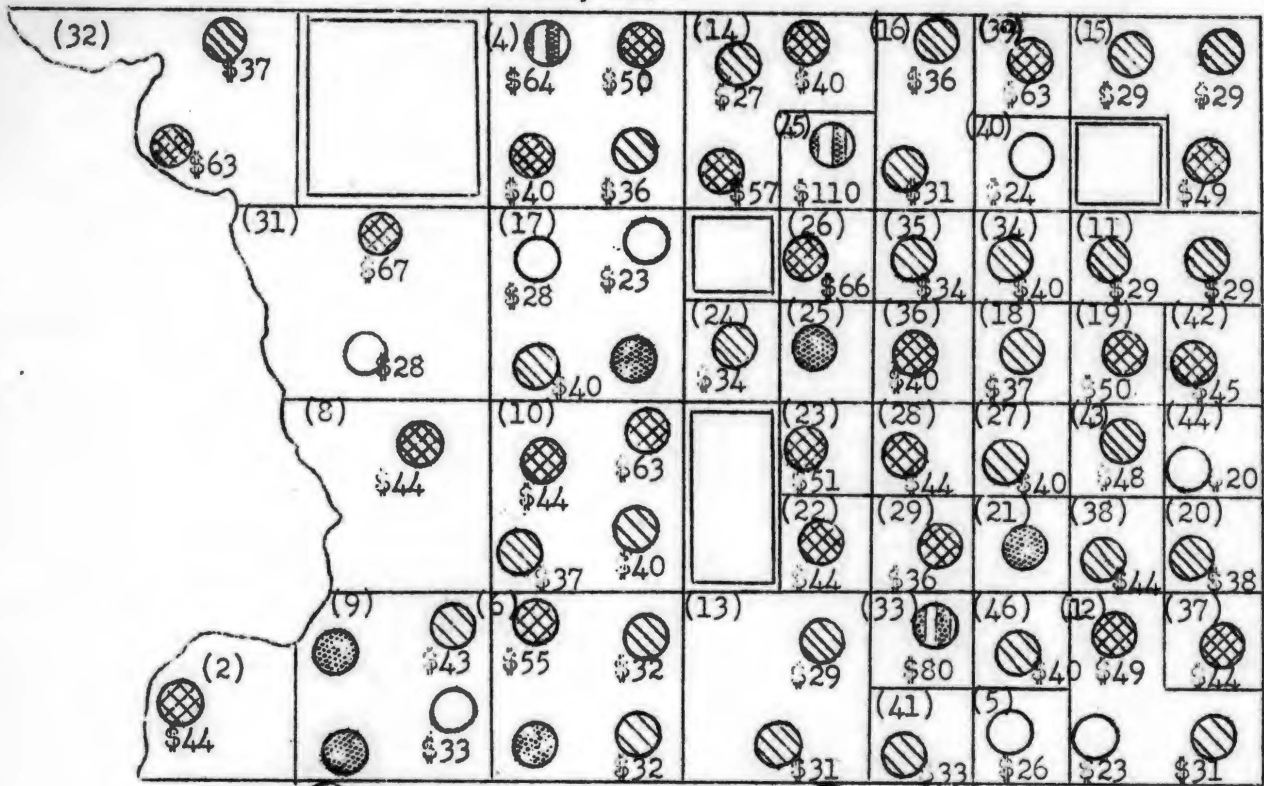 (32) $37 (4) $64 $50 (14) $27 $40 (16) $36 (39) $63 (15) $29 $29
$63 $40 $36 $57 (45) $110 $31 (40) $24 $49
(31) $67 (17) $28 $23 (26) $66 (35) $34 (34) $40 (11) $29 $29
$28 $40 (24) $34 (25) (36) $40 (18) $37 (19) $50 (42) $45
(8) $44 (10) $44 $63 (23) $51 (28) $44 (27) $40 (43) $48 (44) $20
$37 $40 (22) $44 (29) $36 (21) (38) $44 (20) $38
(9) $43 (6) $55 $32 (13) $29 (33) $80 (46) $40 (12) $49 (37) $44
(2) $44 $33 $32 $31 (41) $33 (5) $26 $23 $31